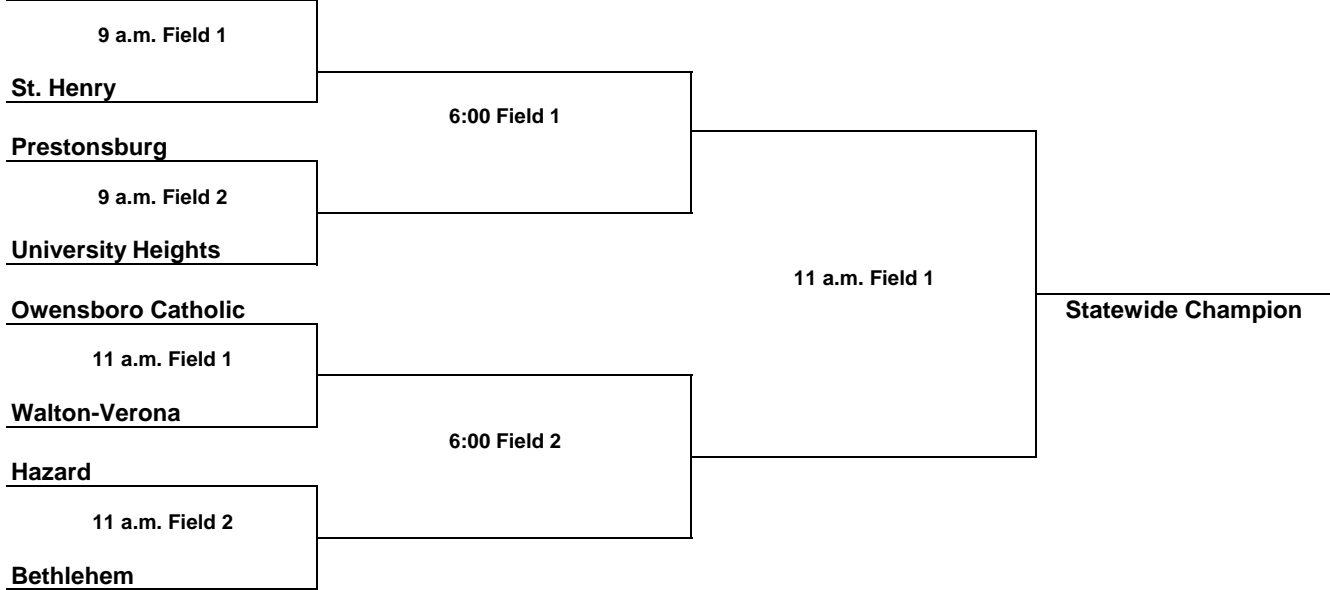 9 a.m. Field 1
St. Henry
6:00 Field 1
Prestonsburg
9 a.m. Field 2
University Heights
11 a.m. Field 1
Owensboro Catholic
Statewide Champion
11 a.m. Field 1
Walton-Verona
6:00 Field 2
Hazard
11 a.m. Field 2
Bethlehem